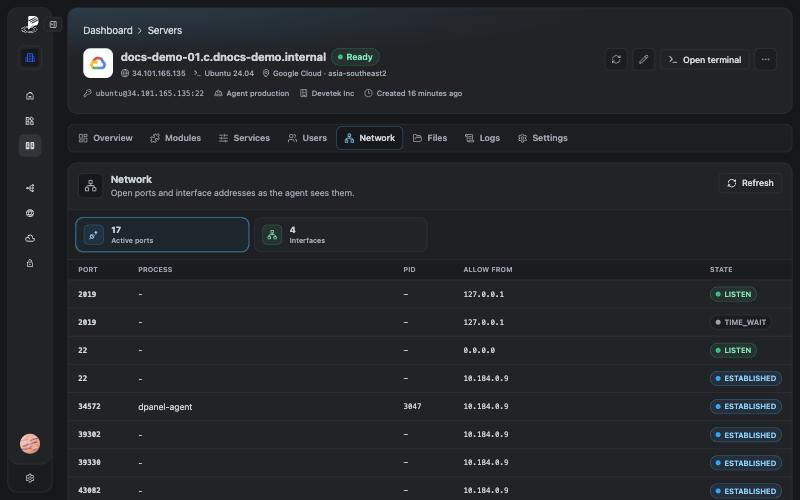 Dashboard > Servers
docs-demo-01.c.dnocs-demo.internal Ready
34.101.165.135 Ubuntu 24.04 Google Cloud · asia-southeast2
Open terminal
ubuntu@34.101.165.135:22 Agent production Devetek Inc Created 16 minutes ago
Overview Modules Services Users Network Files Logs Settings
Network
Open ports and interface addresses as the agent sees them.
Refresh
17
Active ports
4
Interfaces
PORT PROCESS PID ALLOW FROM STATE
2019 - – 127.0.0.1 LISTEN
2019 - – 127.0.0.1 TIME_WAIT
22 - – 0.0.0.0 LISTEN
22 - – 10.184.0.9 ESTABLISHED
34572 dpanel-agent 3047 10.184.0.9 ESTABLISHED
39302 - – 10.184.0.9 ESTABLISHED
39330 - – 10.184.0.9 ESTABLISHED
43082 - – 10.184.0.9 ESTABLISHED